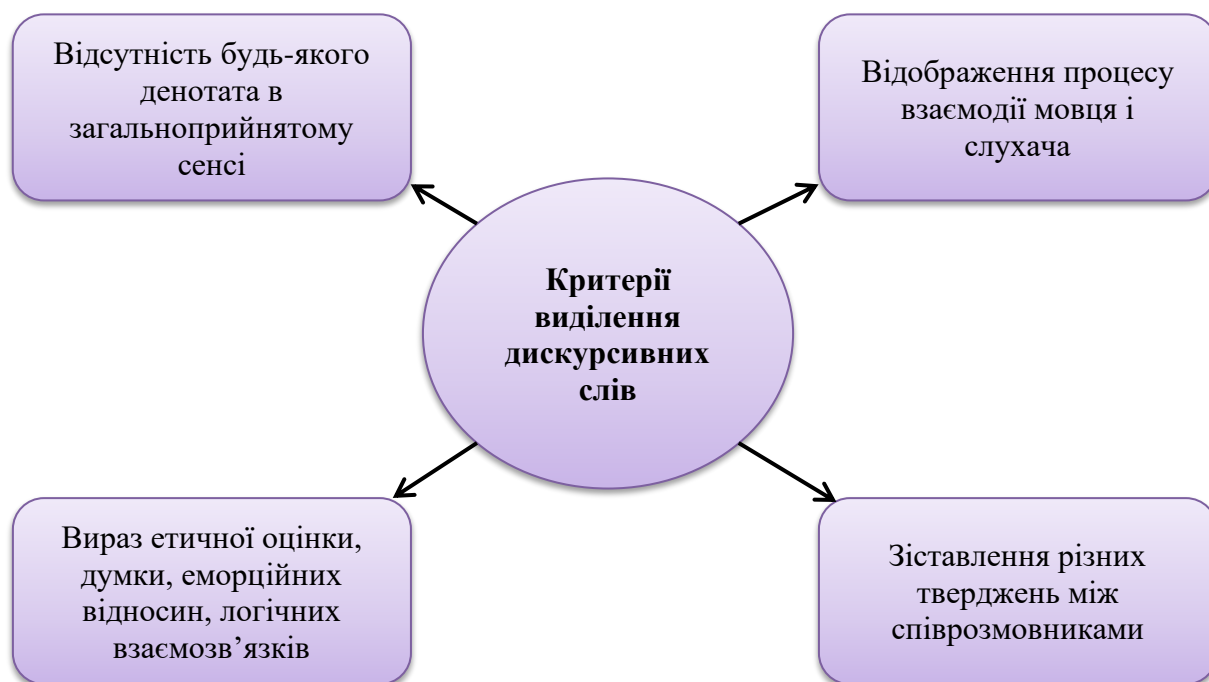 Відсутність будь-якого
денотата в
загальноприйнятому
сенсі
Відображення процесу
взаємодії мовця і
слухача
Критерії
виділення
дискурсивних
слів
Вираз етичної оцінки,
думки, еморційних
відносин, логічних
взаємозв’язків
Зіставлення різних
тверджень між
співрозмовниками